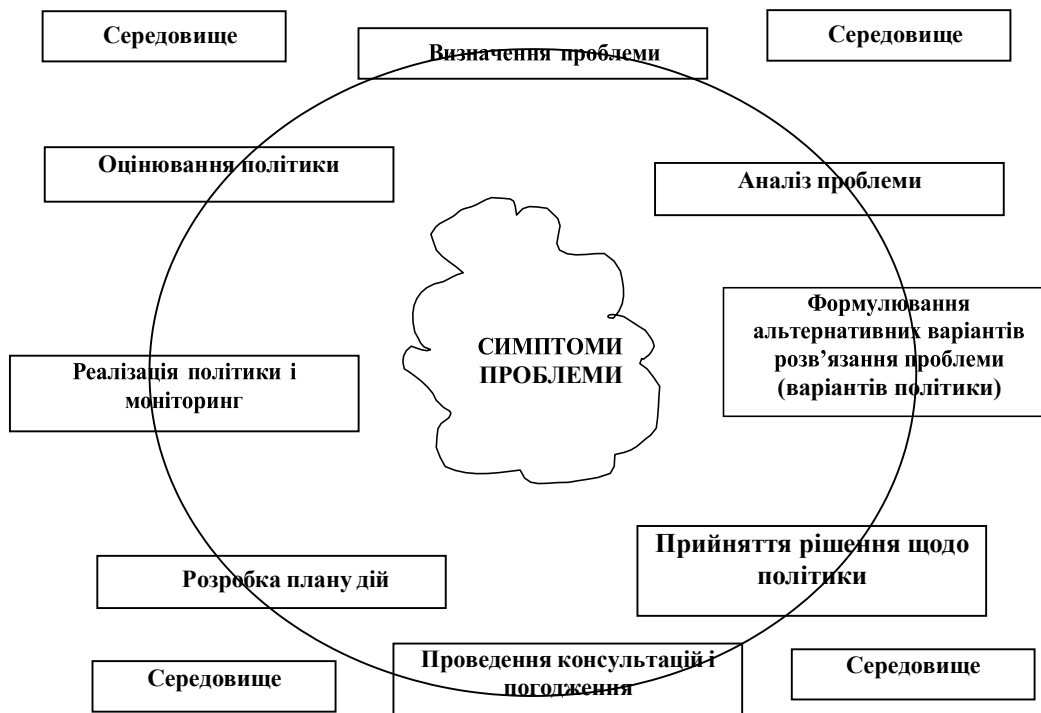 Середовище
Середовище
Визначення проблеми
Оцінювання політики
Аналіз проблеми
Формулювання
альтернативних варіантів
розв’язання проблеми
(варіантів політики)
СИМПТОМИ
ПРОБЛЕМИ
Реалізація політики і
моніторинг
Прийняття рішення щодо
політики
Розробка плану дій
Проведення консультацій і
погодження
Середовище
Середовище